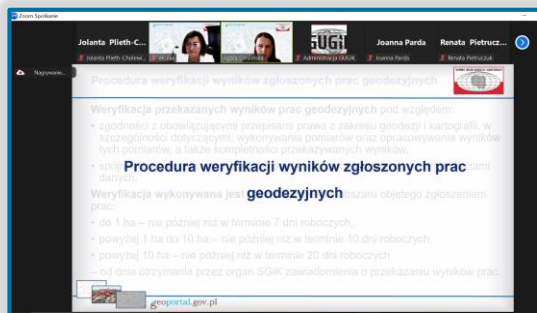 Zoom Spotkanie
Jolanta Plieth-C...
Joanna Parda
Renata Pietrucz...
GUGiK
Jolanta Plieth-Cholew...
Administracja GUGiK
Joanna Parda
Renata Pietruczuk
Nagrywanie...
Procedura weryfikacji wyników zgłoszonych prac geodezyjnych
Weryfikacja przekazanych wyników prac geodezyjnych pod względem:
• zgodności z obowiązującymi przepisami prawa z zakresu geodezji i kartografii, w
szczególności dotyczącymi: wykonywania pomiarów oraz opracowywania wyników
tych pomiarów, a także kompletności przekazywanych wyników,
Procedura weryfikacji wyników zgłoszonych prac
geodezyjnych
danych.
Weryfikacja wykonywana jest
obszaru objętego zgłoszeniem
prac:
• do 1 ha – nie później niż w terminie 7 dni roboczych,
• powyżej 1 ha do 10 ha – nie później niż w terminie 10 dni roboczych,
• powyżej 10 ha – nie później niż w terminie 20 dni roboczych
– od dnia otrzymania przez organ SGiK zawiadomienia o przekazaniu wyników prac.
geoportal.gov.pl